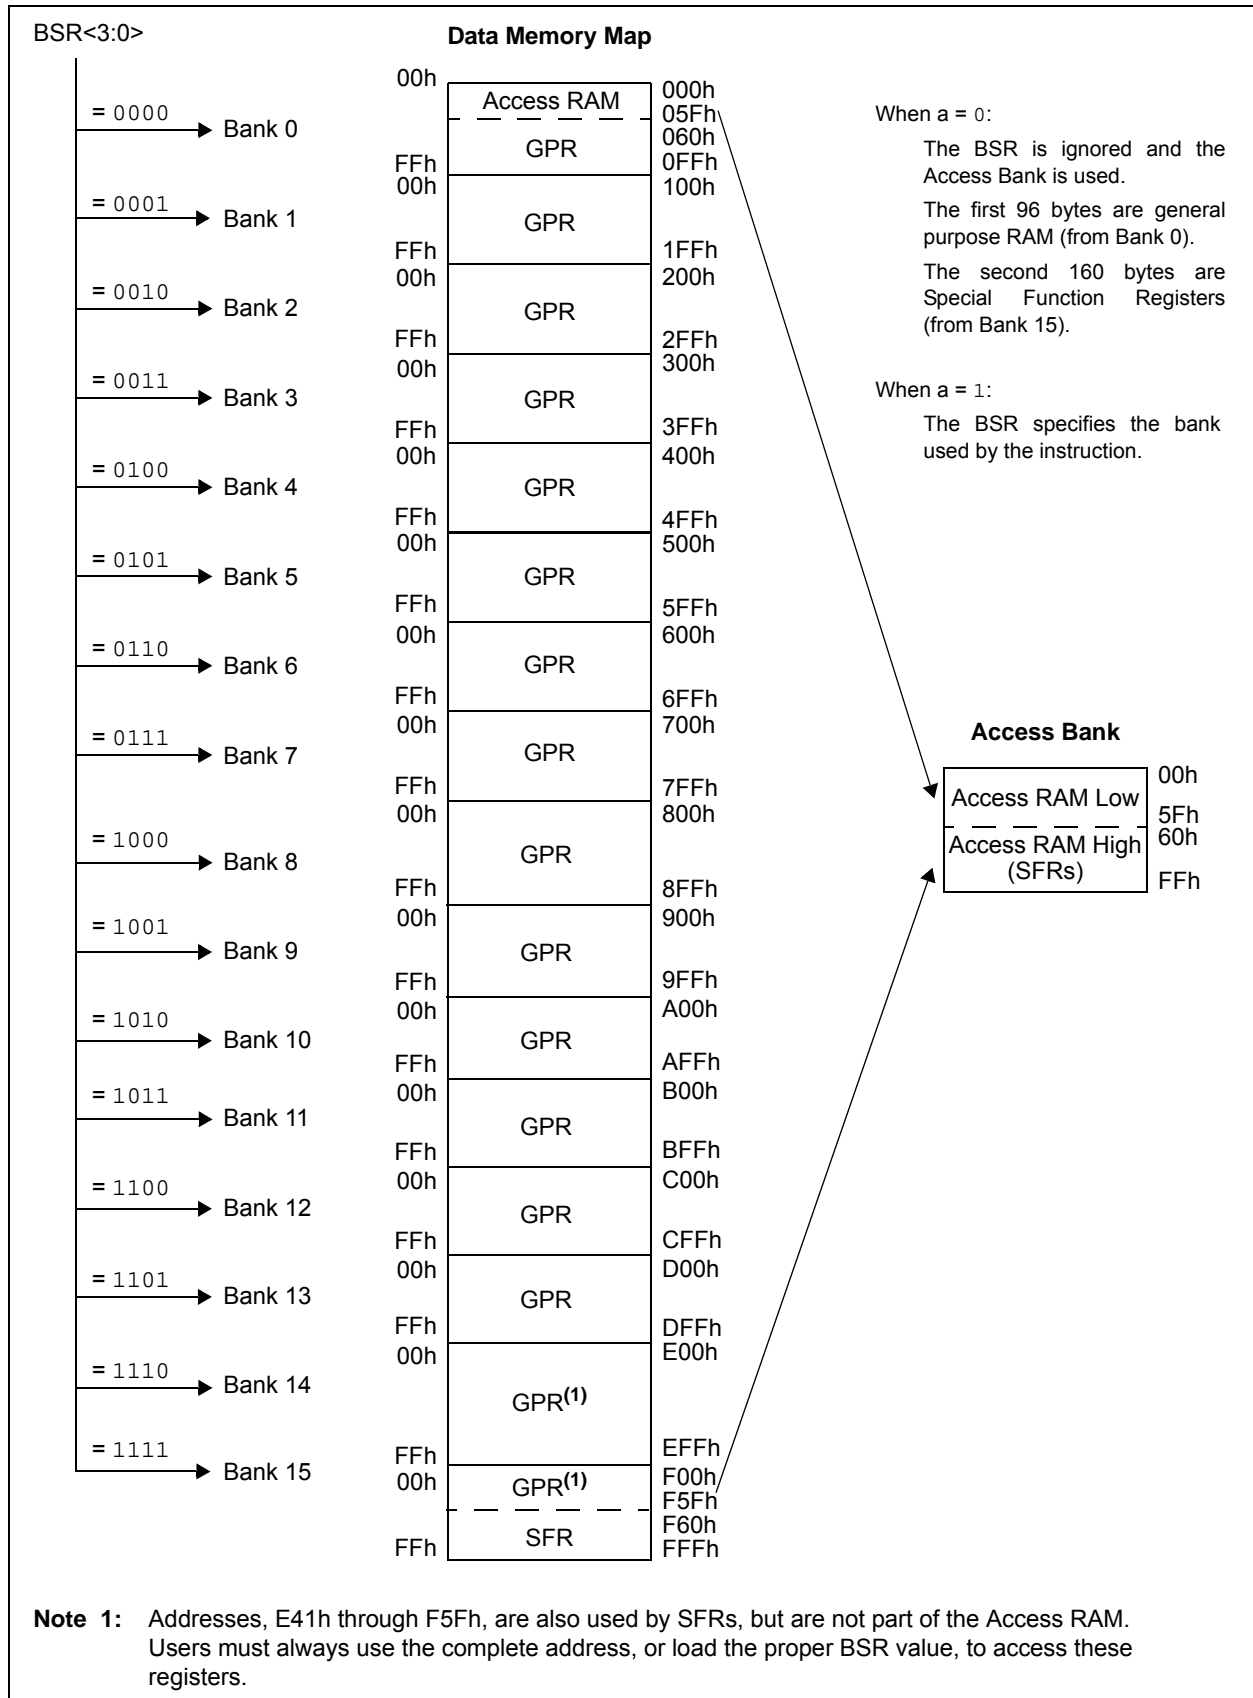 BSR<3:0>
Data Memory Map
= 0000
Bank 0
00h
Access RAM
000h
05Fh
GPR
060h
FFh
0FFh
= 0001
Bank 1
00h
GPR
100h
FFh
1FFh
= 0010
Bank 2
00h
GPR
200h
FFh
2FFh
= 0011
Bank 3
00h
GPR
300h
FFh
3FFh
= 0100
Bank 4
00h
GPR
400h
FFh
4FFh
= 0101
Bank 5
00h
GPR
500h
FFh
5FFh
= 0110
Bank 6
00h
GPR
600h
FFh
6FFh
= 0111
Bank 7
00h
GPR
700h
FFh
7FFh
= 1000
Bank 8
00h
GPR
800h
FFh
8FFh
= 1001
Bank 9
00h
GPR
900h
FFh
9FFh
= 1010
Bank 10
00h
GPR
A00h
FFh
AFFh
= 1011
Bank 11
00h
GPR
B00h
FFh
BFFh
= 1100
Bank 12
00h
GPR
C00h
FFh
CFFh
= 1101
Bank 13
00h
GPR
D00h
FFh
DFFh
= 1110
Bank 14
00h
GPR(1)
E00h
FFh
EFFh
= 1111
Bank 15
00h
GPR(1)
F00h
F5Fh
SFR
F60h
FFh
FFFh
When a = 0:
The BSR is ignored and the
Access Bank is used.
The first 96 bytes are general
purpose RAM (from Bank 0).
The second 160 bytes are
Special Function Registers
(from Bank 15).
When a = 1:
The BSR specifies the bank
used by the instruction.
Access Bank
Access RAM Low
00h
5Fh
Access RAM High
(SFRs)
60h
FFh
Note 1: Addresses, E41h through F5Fh, are also used by SFRs, but are not part of the Access RAM.
Users must always use the complete address, or load the proper BSR value, to access these
registers.